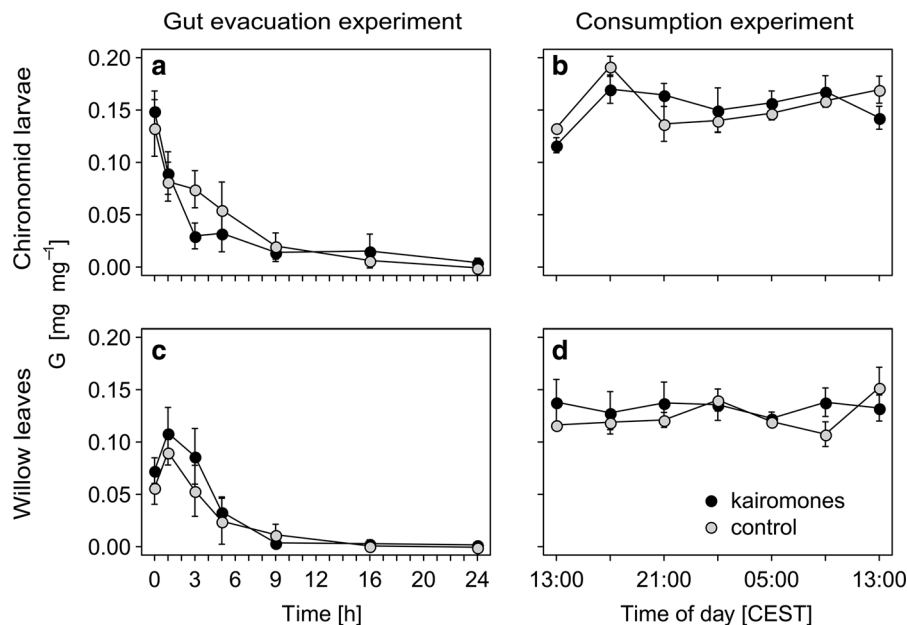 Gut evacuation experiment Consumption experiment
Chironomid larvae
Willow leaves
G [mg mg⁻¹]
a
0.20
0.15
0.10
0.05
0.00
b
c
0.20
0.15
0.10
0.05
0.00
d
kairomones
control
0 3 6 9 12 16 20 24
13:00 21:00 05:00 13:00
Time [h] Time of day [CEST]